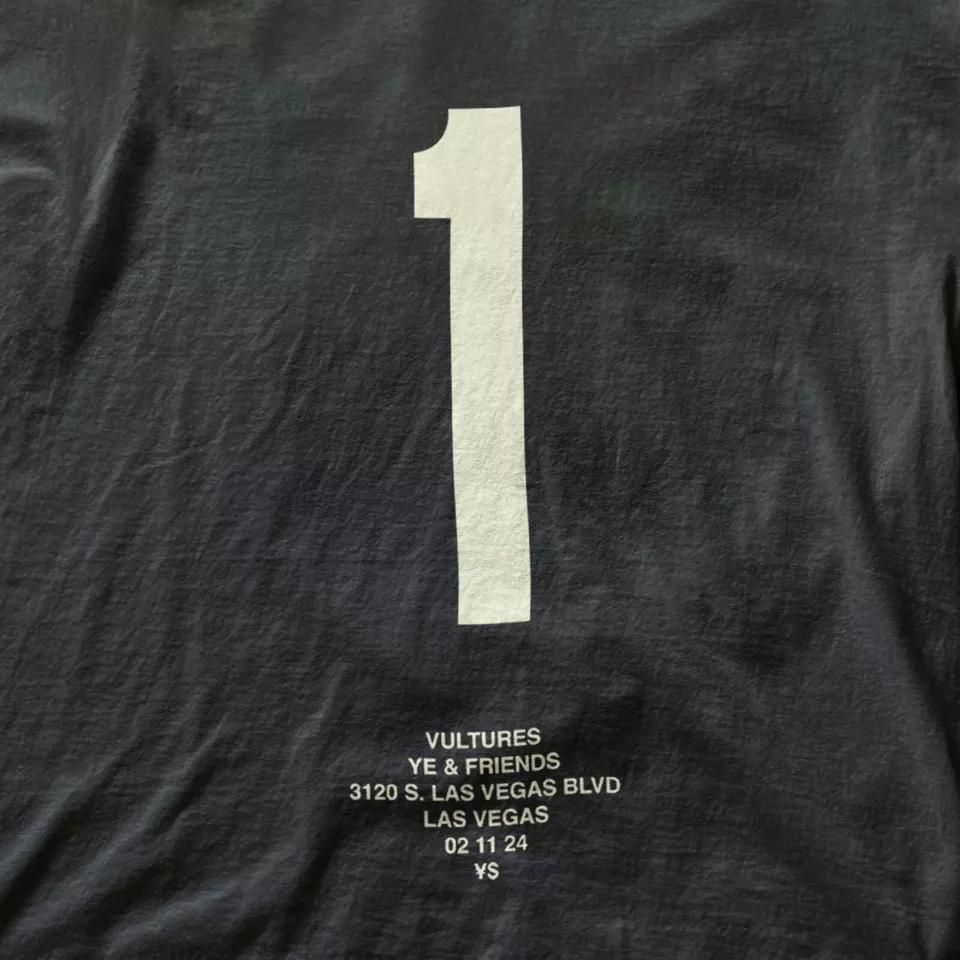 1
VULTURES
YE & FRIENDS
3120 S. LAS VEGAS BLVD
LAS VEGAS
02 11 24
¥$